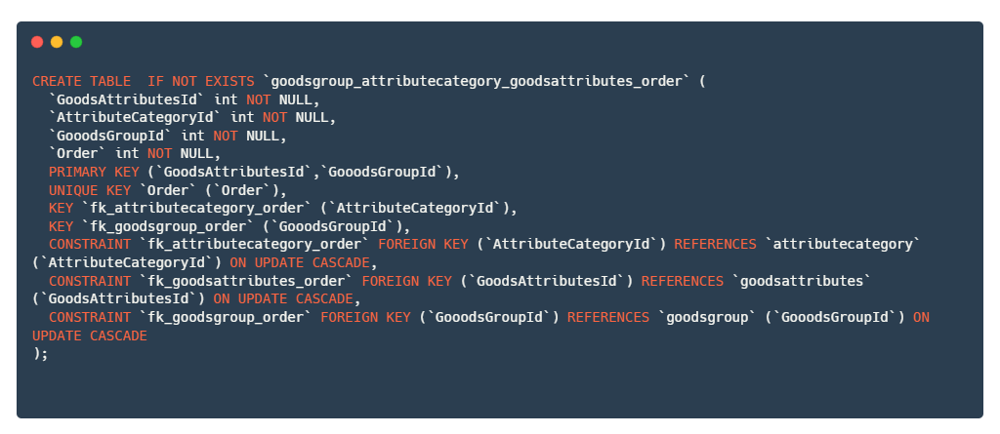 CREATE TABLE  IF NOT EXISTS `goodsgroup_attributecategory_goodsattributes_order` (
  `GoodsAttributesId` int NOT NULL,
  `AttributeCategoryId` int NOT NULL,
  `GooodsGroupId` int NOT NULL,
  `Order` int NOT NULL,
  PRIMARY KEY (`GoodsAttributesId`,`GooodsGroupId`),
  UNIQUE KEY `Order` (`Order`),
  KEY `fk_attributecategory_order` (`AttributeCategoryId`),
  KEY `fk_goodsgroup_order` (`GooodsGroupId`),
  CONSTRAINT `fk_attributecategory_order` FOREIGN KEY (`AttributeCategoryId`) REFERENCES `attributecategory`
(`AttributeCategoryId`) ON UPDATE CASCADE,
  CONSTRAINT `fk_goodsattributes_order` FOREIGN KEY (`GoodsAttributesId`) REFERENCES `goodsattributes`
(`GoodsAttributesId`) ON UPDATE CASCADE,
  CONSTRAINT `fk_goodsgroup_order` FOREIGN KEY (`GooodsGroupId`) REFERENCES `goodsgroup` (`GooodsGroupId`) ON
UPDATE CASCADE
);